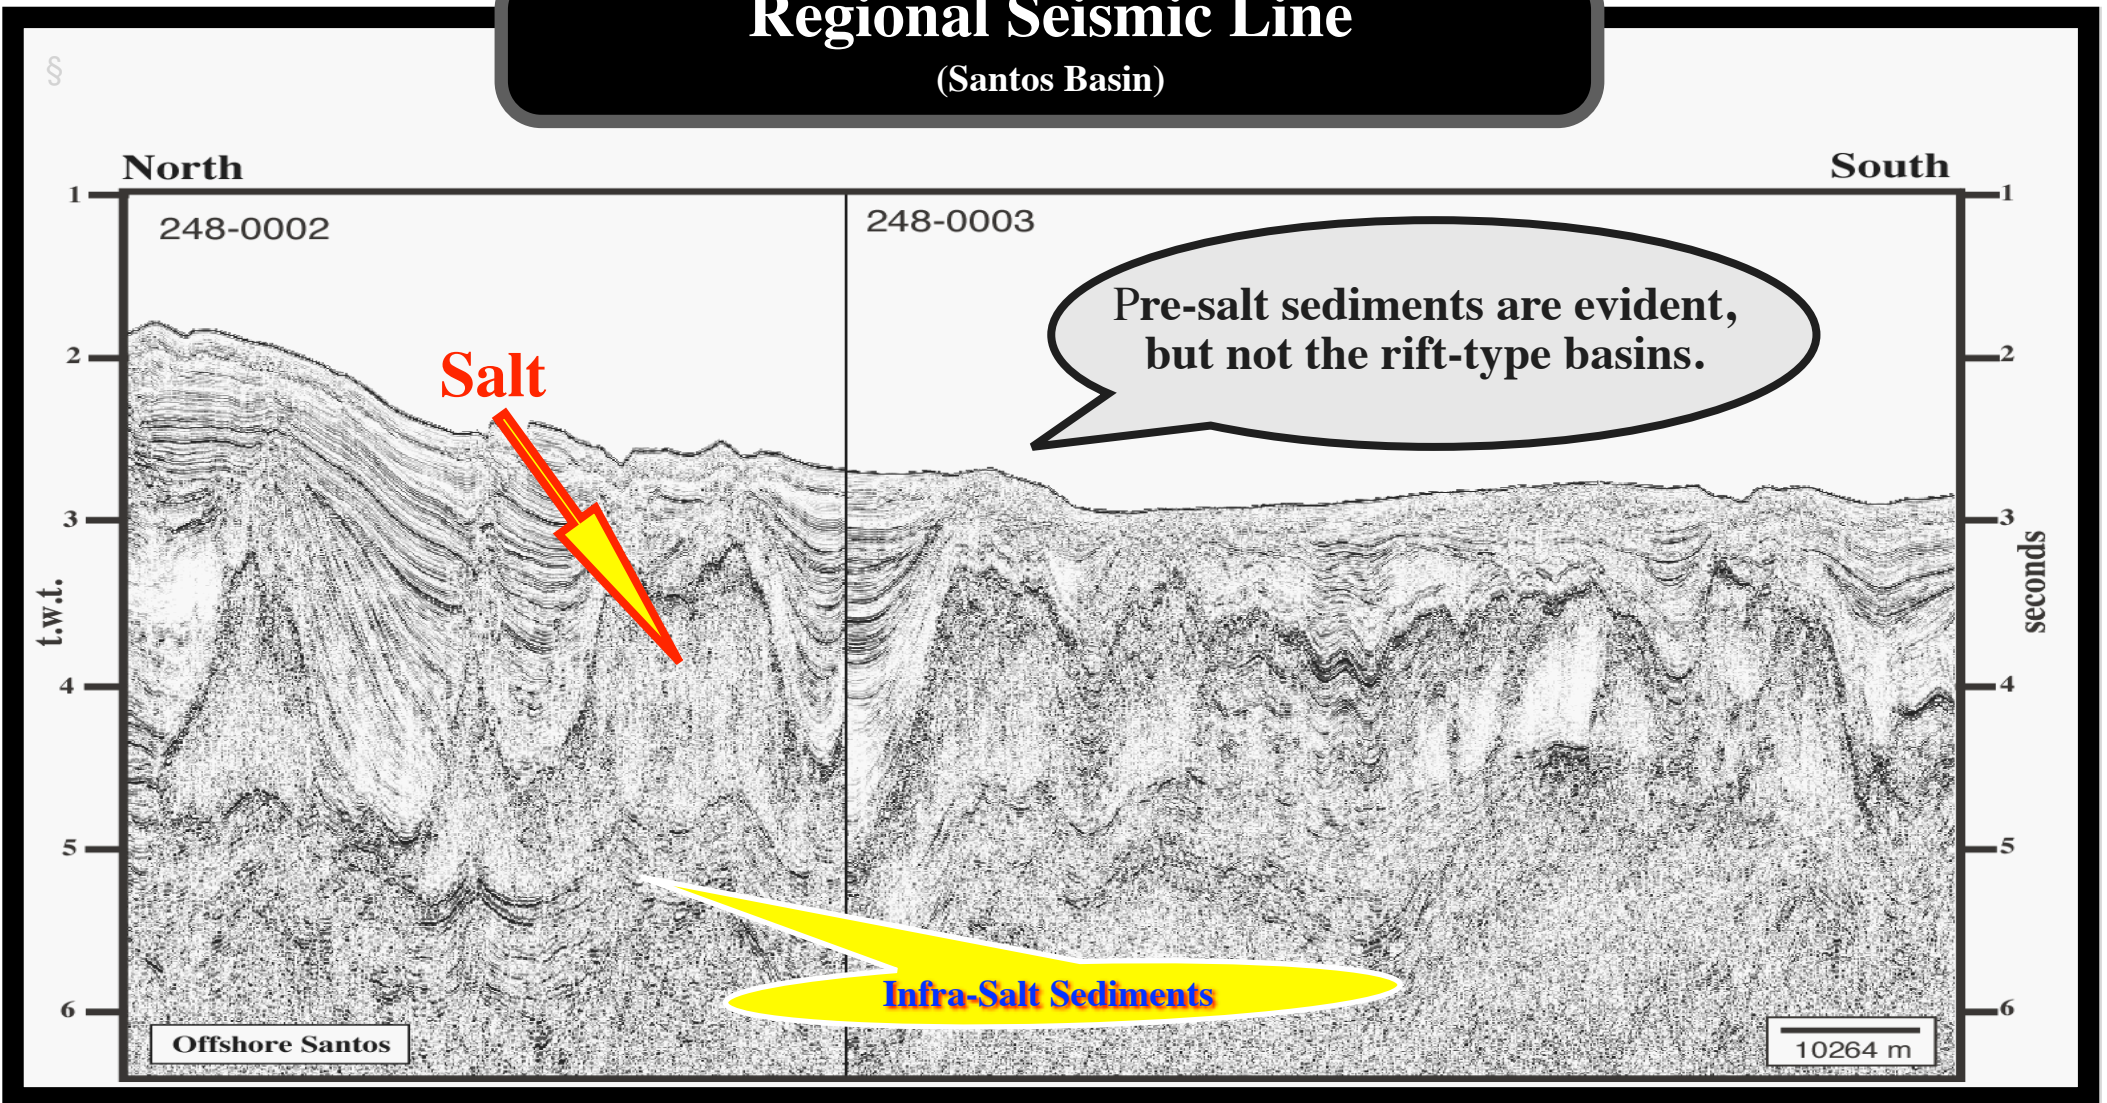 Regional Seismic Line
(Santos Basin)
§
North
South
1
1
248-0002
248-0003
Pre-salt sediments are evident,
but not the rift-type basins.
2
2
Salt
3
3
t.w.t.
seconds
4
4
5
5
Infra-Salt Sediments
6
6
Offshore Santos
10264 m